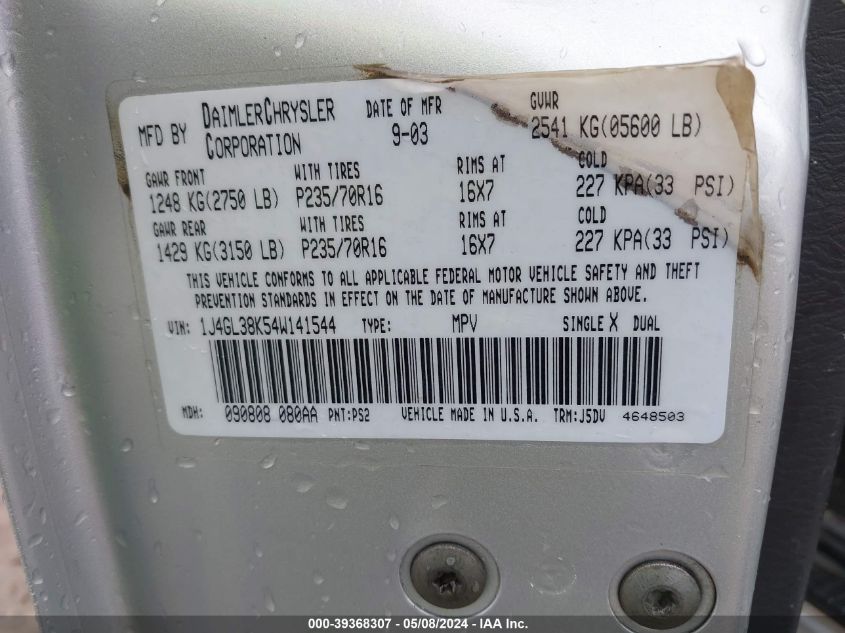 MFD BY DAIMLERCHRYSLER CORPORATION DATE OF MFR 9-03 GVWR 2541 KG(05600 LB)
GAWR FRONT WITH TIRES RIMS AT COLD
1248 KG(2750 LB) P235/70R16 16X7 227 KPA(33 PSI)
GAWR REAR WITH TIRES RIMS AT COLD
1429 KG(3150 LB) P235/70R16 16X7 227 KPA(33 PSI)
THIS VEHICLE CONFORMS TO ALL APPLICABLE FEDERAL MOTOR VEHICLE SAFETY AND THEFT
PREVENTION STANDARDS IN EFFECT ON THE DATE OF MANUFACTURE SHOWN ABOVE.
VIN: 1J4GL38K54W141544 TYPE: MPV SINGLE X DUAL
MDH: 090808 080AA PNT:PS2 VEHICLE MADE IN U.S.A. TRM:J5DV 4648503
000-39368307 - 05/08/2024 - IAA Inc.